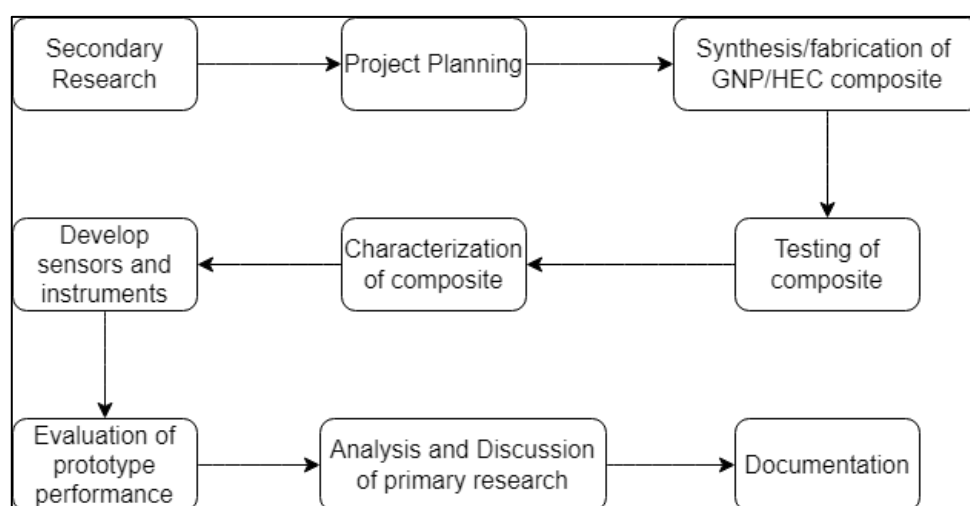 Secondary
Research
Project Planning
Synthesis/fabrication of
GNP/HEC composite
Testing of
composite
Characterization
of composite
Develop
sensors and
instruments
Evaluation of
prototype
performance
Analysis and Discussion
of primary research
Documentation